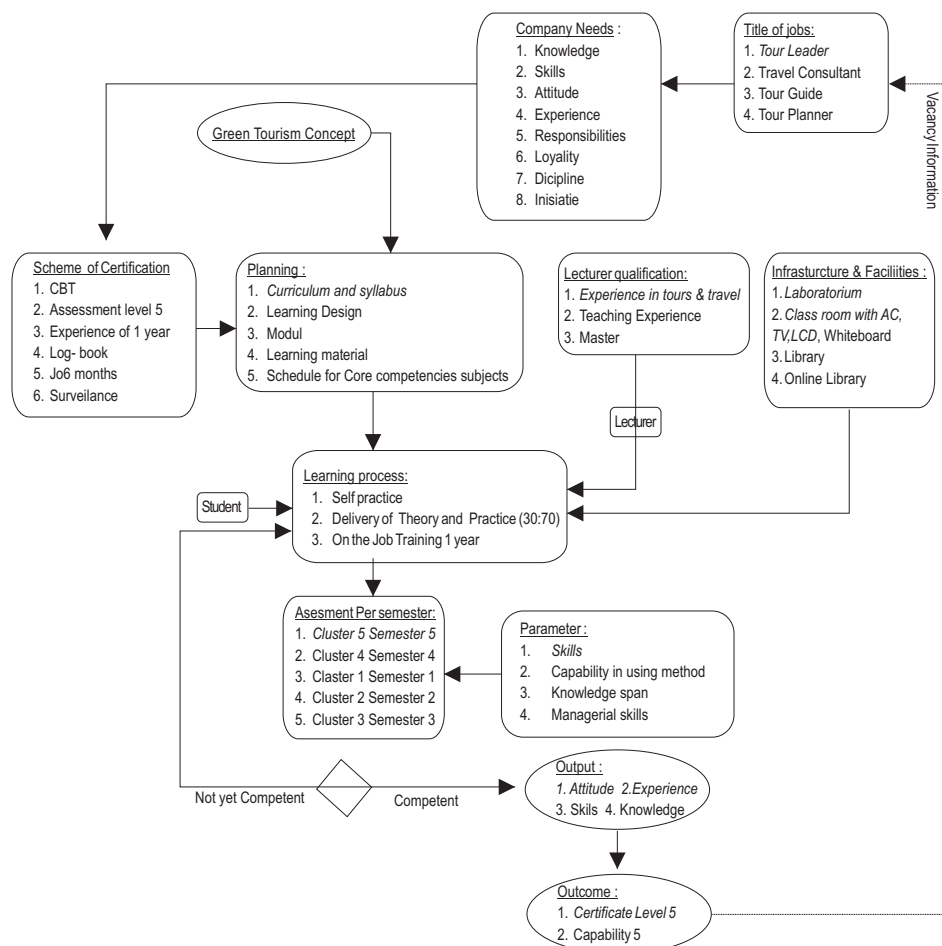 Company Needs :
1. Knowledge
2. Skills
3. Attitude
4. Experience
5. Responsibilities
6. Loyality
7. Dicipline
8. Inisiatie
Title of jobs:
1. Tour Leader
2. Travel Consultant
3. Tour Guide
4. Tour Planner
Vacancy Information
Green Tourism Concept
Scheme of Certification
1. CBT
2. Assessment level 5
3. Experience of 1 year
4. Log- book
5. Jo6 months
6. Surveilance
Planning :
1. Curriculum and syllabus
2. Learning Design
3. Modul
4. Learning material
5. Schedule for Core competencies subjects
Lecturer qualification:
1. Experience in tours & travel
2. Teaching Experience
3. Master
Infrasturcture & Faciliities :
1. Laboratorium
2. Class room with AC,
TV,LCD, Whiteboard
3. Library
4. Online Library
Lecturer
Student
Learning process:
1. Self practice
2. Delivery of Theory and Practice (30:70)
3. On the Job Training 1 year
Asesment Per semester:
1. Cluster 5 Semester 5
2. Cluster 4 Semester 4
3. Claster 1 Semester 1
4. Cluster 2 Semester 2
5. Cluster 3 Semester 3
Parameter :
1. Skills
2. Capability in using method
3. Knowledge span
4. Managerial skills
Not yet Competent
Competent
Output :
1. Attitude 2.Experience
3. Skils 4. Knowledge
Outcome :
1. Certificate Level 5
2. Capability 5